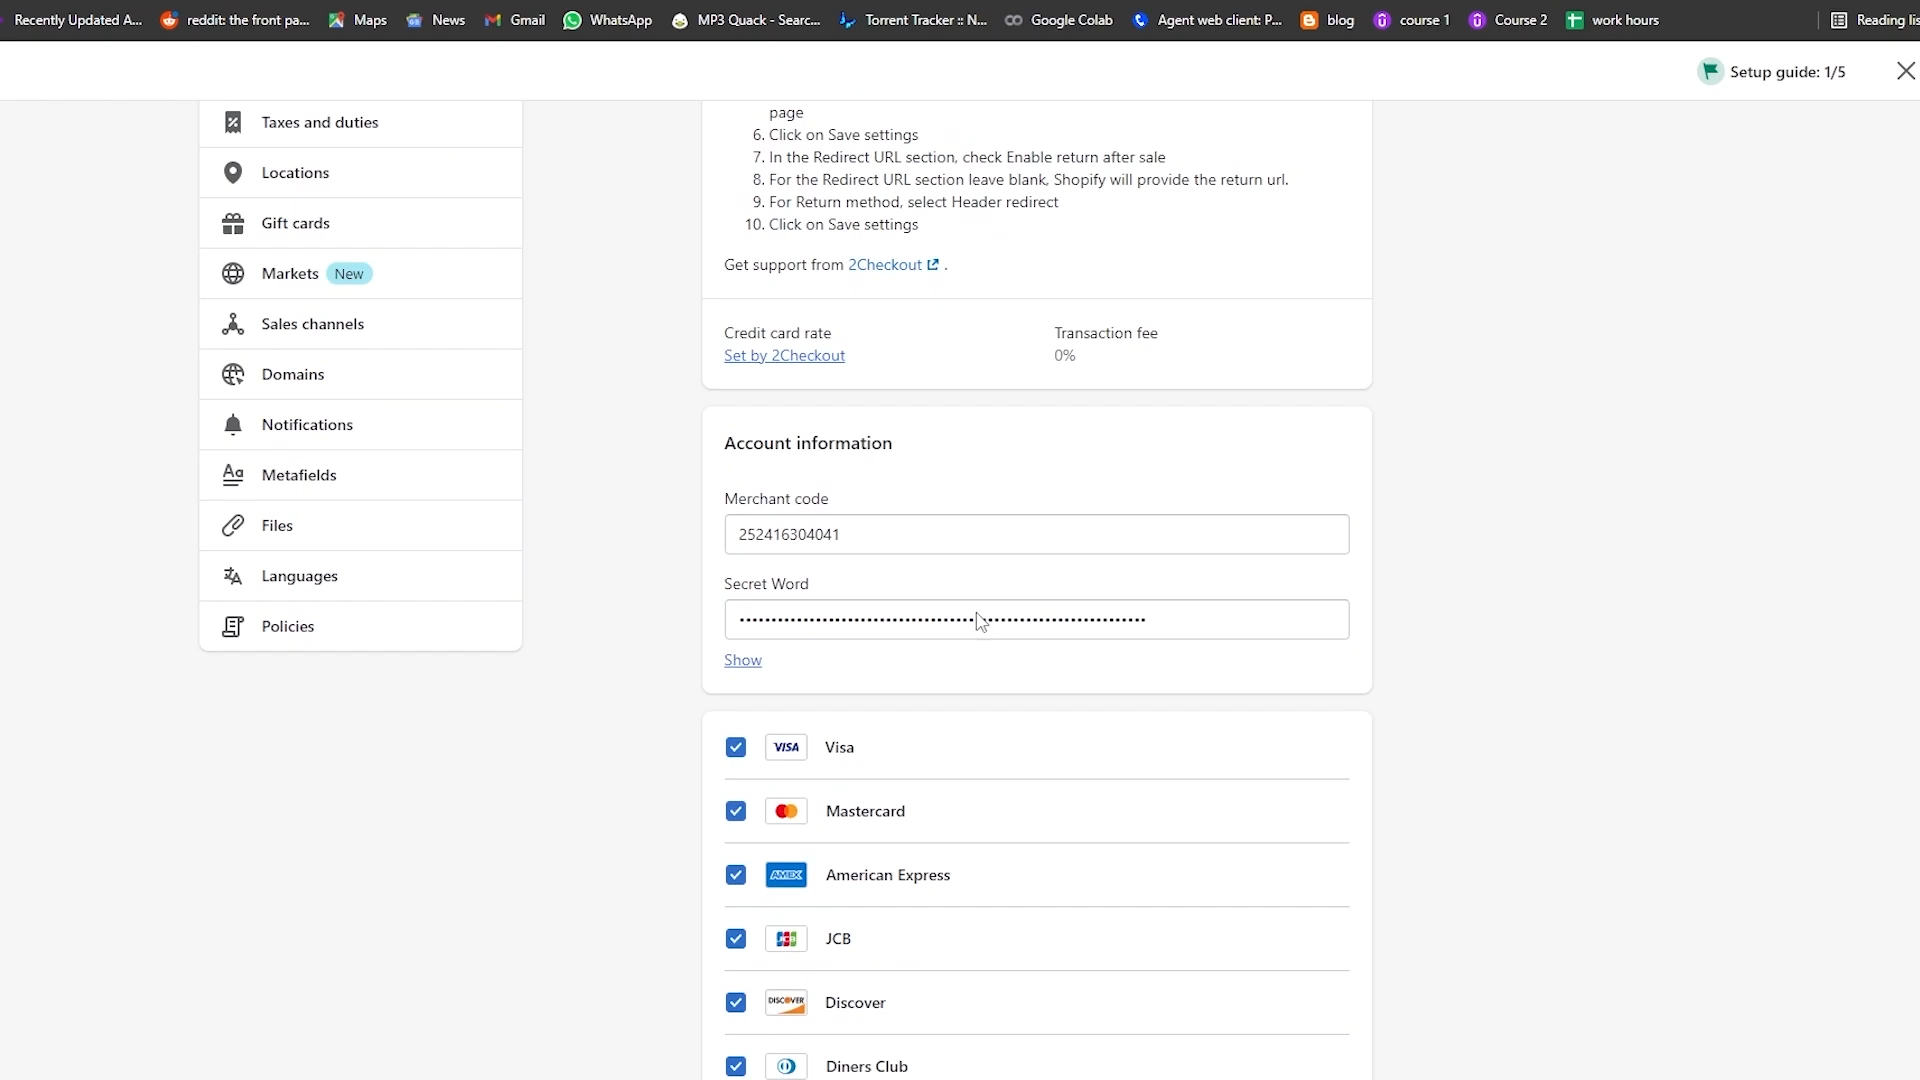 Recently Updated A...
reddit: the front pa...
Maps
News
Gmail
WhatsApp
MP3 Quack - Searc...
Torrent Tracker :: N...
Google Colab
Agent web client: P...
blog
course 1
Course 2
work hours
Reading lis
Setup guide: 1/5
Taxes and duties
Locations
Gift cards
Markets New
Sales channels
Domains
Notifications
Metafields
Files
Languages
Policies
page
6. Click on Save settings
7. In the Redirect URL section, check Enable return after sale
8. For the Redirect URL section leave blank, Shopify will provide the return url.
9. For Return method, select Header redirect
10. Click on Save settings
Get support from 2Checkout .
Credit card rate
Set by 2Checkout
Transaction fee
0%
Account information
Merchant code
252416304041
Secret Word
Show
VISA Visa
Mastercard
AMEX American Express
JCB JCB
DISCOVER Discover
Diners Club